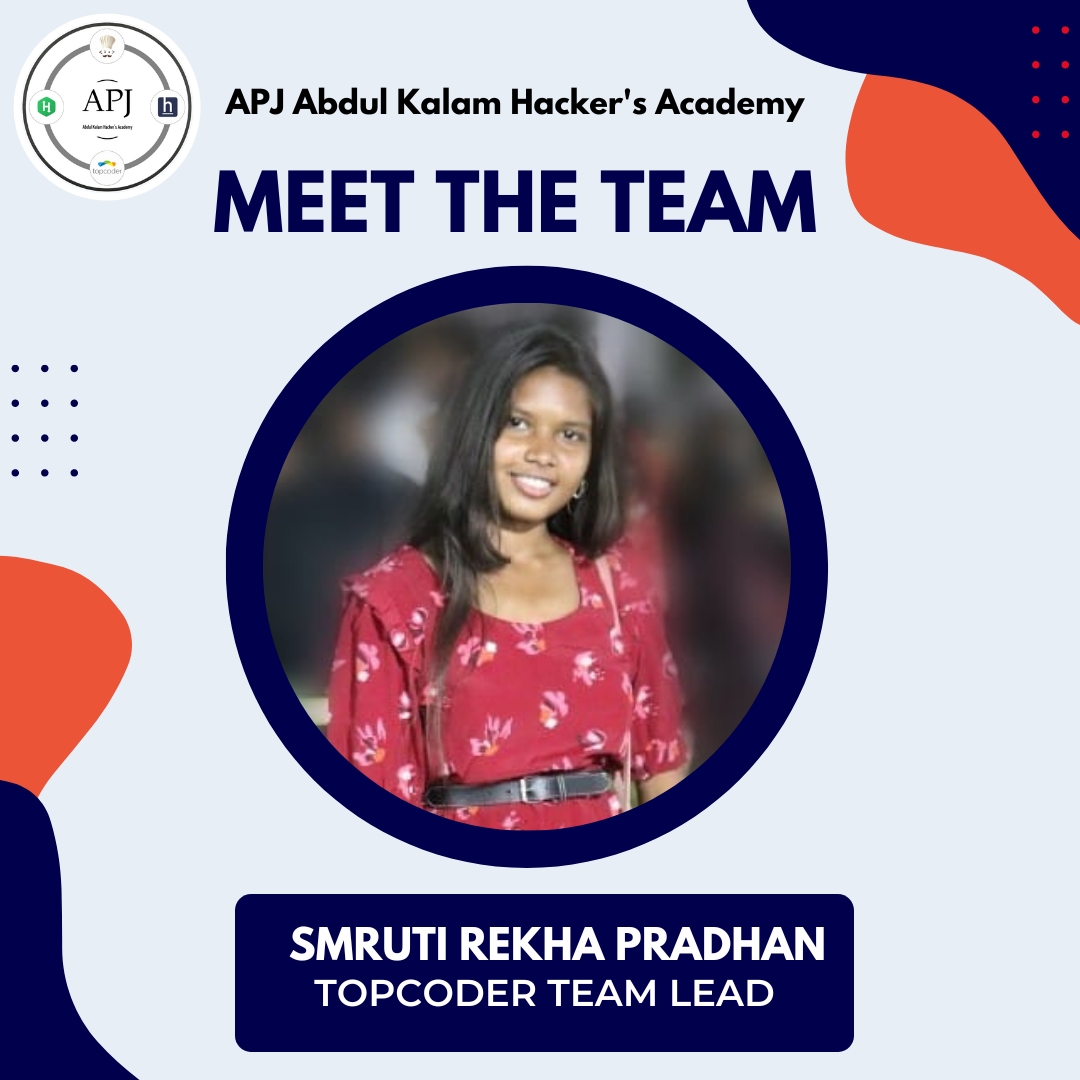 APJ
Abdul Kalam Hacker's Academy
topcoder
APJ Abdul Kalam Hacker's Academy
MEET THE TEAM
SMRUTI REKHA PRADHAN
TOPCODER TEAM LEAD